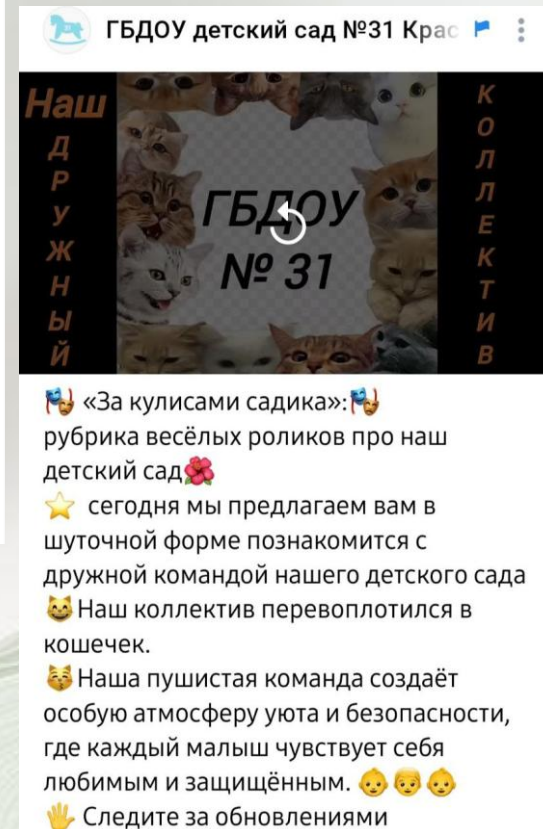 ГБДОУ детский сад №31 Крас
Наш
ДРУЖНЫЙ
ГБДОУ
№ 31
КОЛЛЕКТИВ
🎭 «За кулисами садика»:🎭
рубрика весёлых роликов про наш
детский сад🌺
⭐ сегодня мы предлагаем вам в
шуточной форме познакомится с
дружной командой нашего детского сада
😸Наш коллектив перевоплотился в
кошечек.
😽Наша пушистая команда создаёт
особую атмосферу уюта и безопасности,
где каждый малыш чувствует себя
любимым и защищённым. 👶👦👶
🖐 Следите за обновлениями